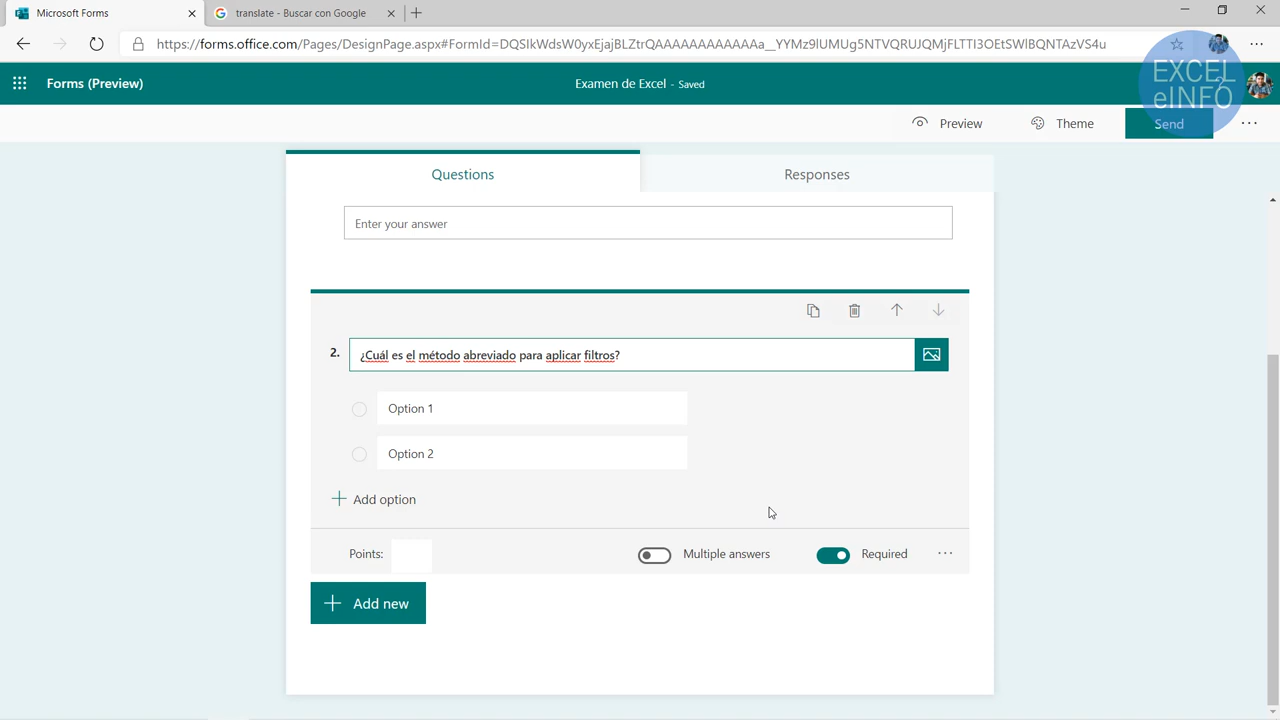 Microsoft Forms
translate - Buscar con Google
https://forms.office.com/Pages/DesignPage.aspx#FormId=DQSIkWdsW0yxEjajBLZtrQAAAAAAAAAAAAa__YYMz9lUMUg5NTVQRUJQMjFLTTI3OEtSWlBQNTAzVS4u
EXCEL
eINFO
Forms (Preview)
Examen de Excel - Saved
Preview
Theme
Send
Questions
Responses
Enter your answer
2.
¿Cuál es el método abreviado para aplicar filtros?
Option 1
Option 2
Add option
Points:
Multiple answers
Required
Add new